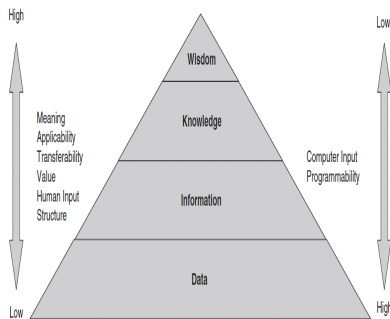 High
Low
Wisdom
Knowledge
Meaning
Applicability
Transferability
Value
Human Input
Structure
Computer Input
Programmability
Information
Data
Low
High